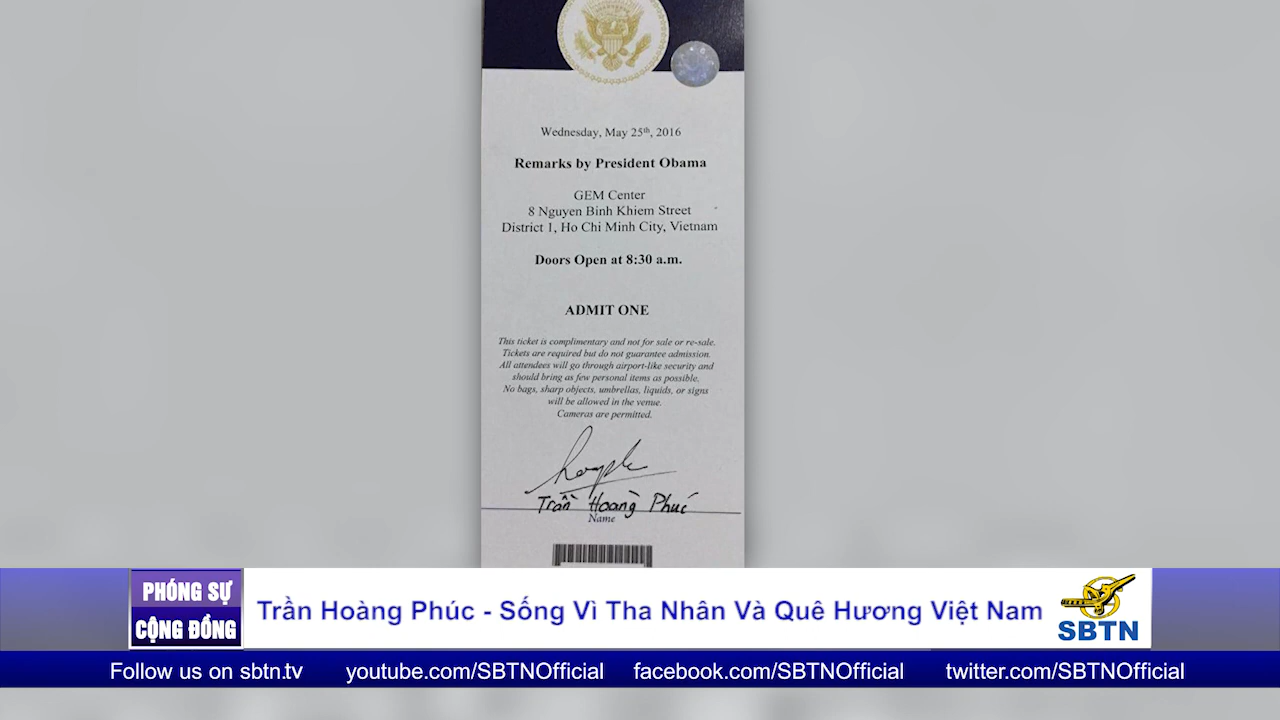 Wednesday, May 25th, 2016
Remarks by President Obama
GEM Center
8 Nguyen Binh Khiem Street
District 1, Ho Chi Minh City, Vietnam
Doors Open at 8:30 a.m.
ADMIT ONE
This ticket is complimentary and not for sale or re-sale.
Tickets are required but do not guarantee admission.
All attendees will go through airport-like security and
should bring as few personal items as possible.
No bags, sharp objects, umbrellas, liquids, or signs
will be allowed in the venue.
Cameras are permitted.
Trần Hoàng Phúc
Name
PHÓNG SỰ
CỘNG ĐỒNG
Trần Hoàng Phúc - Sống Vì Tha Nhân Và Quê Hương Việt Nam
SBTN
Follow us on sbtn.tv youtube.com/SBTNOfficial facebook.com/SBTNOfficial twitter.com/SBTNOfficial